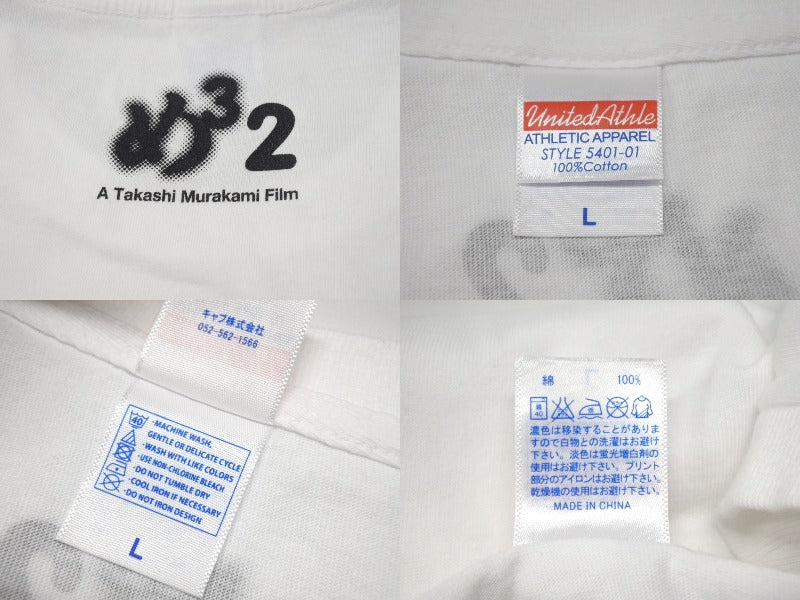 め³2
A Takashi Murakami Film
UnitedAthle
ATHLETIC APPAREL
STYLE 5401-01
100%Cotton
L
キャブ株式会社
052-562-1566
40
·MACHINE WASH.
GENTLE OR DELICATE CYCLE
·WASH WITH LIKE COLORS
·USE NON-CHLORINE BLEACH
·DO NOT TUMBLE DRY
·COOL IRON IF NECESSARY
·DO NOT IRON DESIGN
L
綿 100%
40
濃色は移染することがありま
すので白物との洗濯はお避け
下さい。淡色は蛍光増白剤の
使用はお避け下さい。プリント
部分のアイロンはお避け下さい。
乾燥機の使用はお避け下さい。
MADE IN CHINA